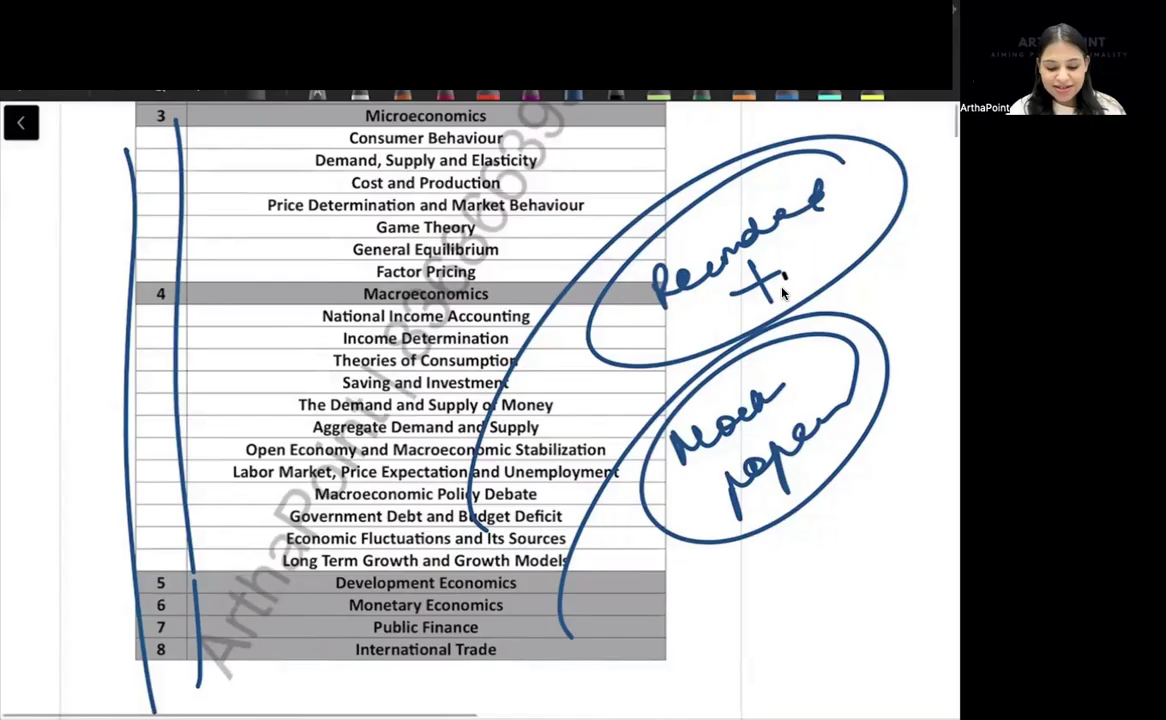 ARTHAPOINT
ArthaPoint
3 Microeconomics
Consumer Behaviour
Demand, Supply and Elasticity
Cost and Production
Price Determination and Market Behaviour
Game Theory
General Equilibrium
Factor Pricing
4 Macroeconomics
National Income Accounting
Income Determination
Theories of Consumption
Saving and Investment
The Demand and Supply of Money
Aggregate Demand and Supply
Open Economy and Macroeconomic Stabilization
Labor Market, Price Expectation and Unemployment
Macroeconomic Policy Debate
Government Debt and Budget Deficit
Economic Fluctuations and Its Sources
Long Term Growth and Growth Models
5 Development Economics
6 Monetary Economics
7 Public Finance
8 International Trade
Recorded
+
Mock
papers
ArthaPoint |